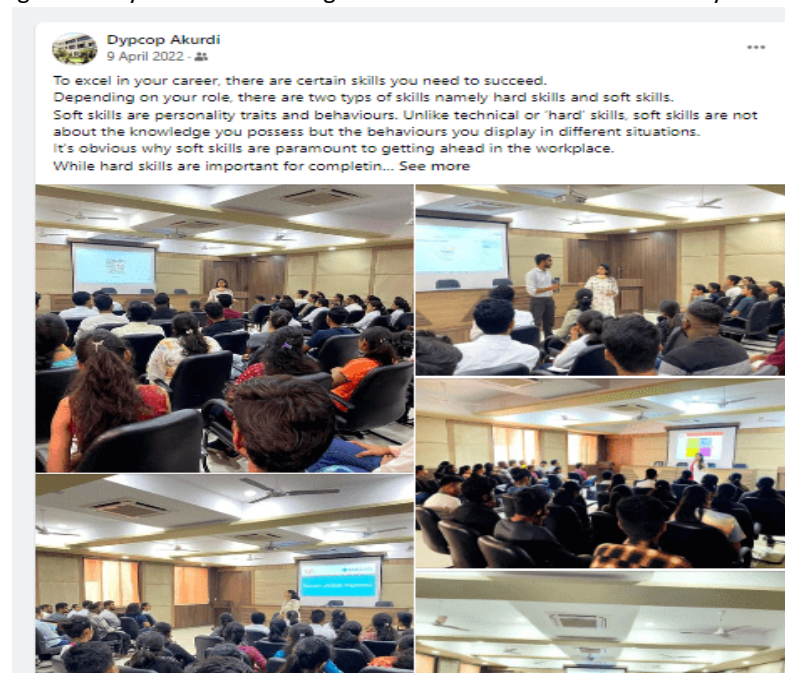 Dypcop Akurdi
9 April 2022
To excel in your career, there are certain skills you need to succeed.
Depending on your role, there are two typs of skills namely hard skills and soft skills.
Soft skills are personality traits and behaviours. Unlike technical or 'hard' skills, soft skills are not
about the knowledge you possess but the behaviours you display in different situations.
It's obvious why soft skills are paramount to getting ahead in the workplace.
While hard skills are important for completin... See more